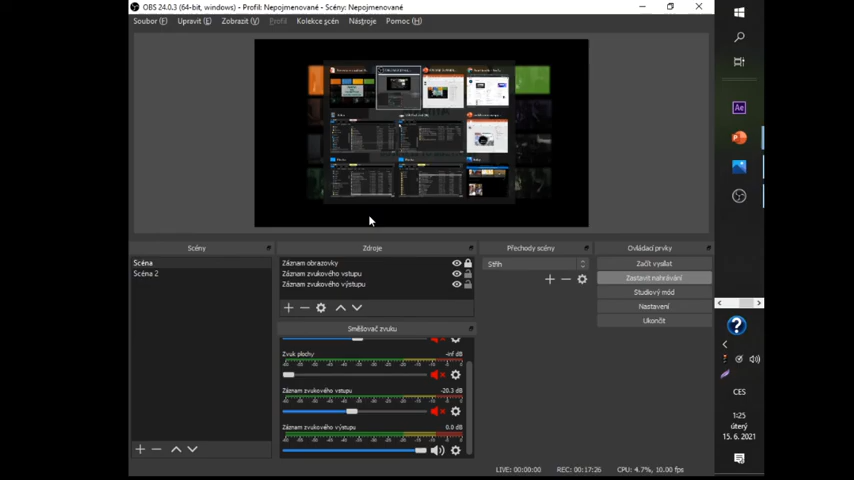 OBS 24.0.3 (64-bit, windows) - Profil: Nepojmenované - Scény: Nepojmenované
Soubor (F) Upravit (E) Zobrazit (V) Profil Kolekce scén Nástroje Pomoc (H)
Ae
Scény Zdroje Přechody scény Ovládací prvky
Scéna
Scéna 2
Záznam obrazovky
Záznam zvukového vstupu
Záznam zvukového výstupu
Střih
Začít vysílat
Zastavit nahrávání
Studiový mód
Nastavení
Ukončit
Směšovač zvuku
Zvuk plochy -inf dB
Záznam zvukového vstupu -20.3 dB
Záznam zvukového výstupu 0.0 dB
CES
1:25
úterý
15. 6. 2021
LIVE: 00:00:00 REC: 00:17:26 CPU: 4.7%, 10.00 fps